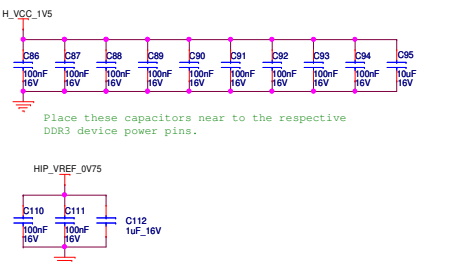 H_VCC_1V5
C86 C87 C88 C89 C90 C91 C92 C93 C94 C95
100nF 100nF 100nF 100nF 100nF 100nF 100nF 100nF 100nF 10uF
16V 16V 16V 16V 16V 16V 16V 16V 16V 16V
Place these capacitors near to the respective
DDR3 device power pins.
HIP_VREF_0V75
C110 C111 C112
1uF_16V
100nF 100nF
16V 16V